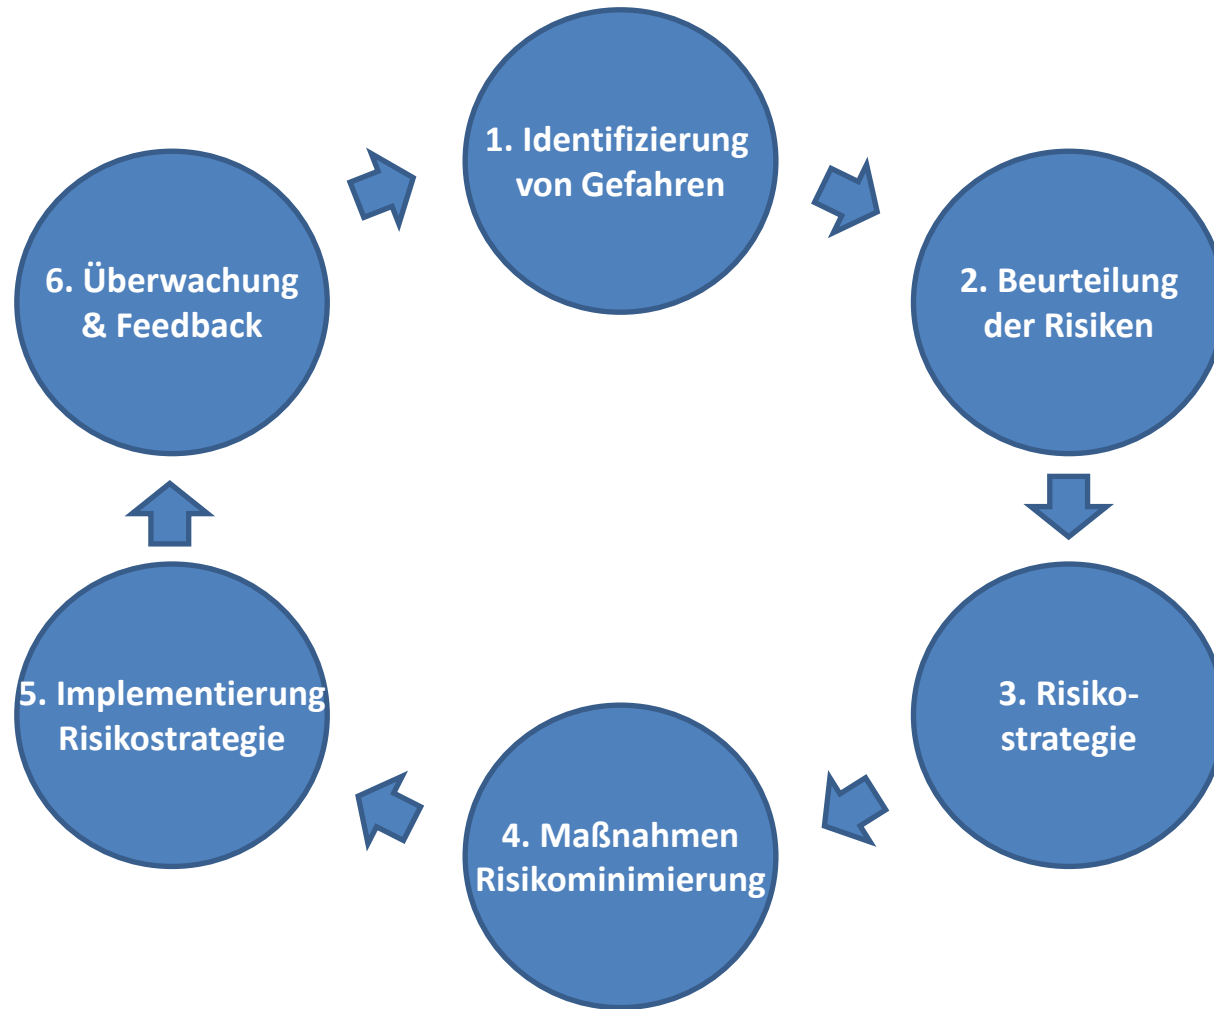 1. Identifizierung
von Gefahren
2. Beurteilung
der Risiken
3. Risiko-
strategie
4. Maßnahmen
Risikominimierung
5. Implementierung
Risikostrategie
6. Überwachung
& Feedback